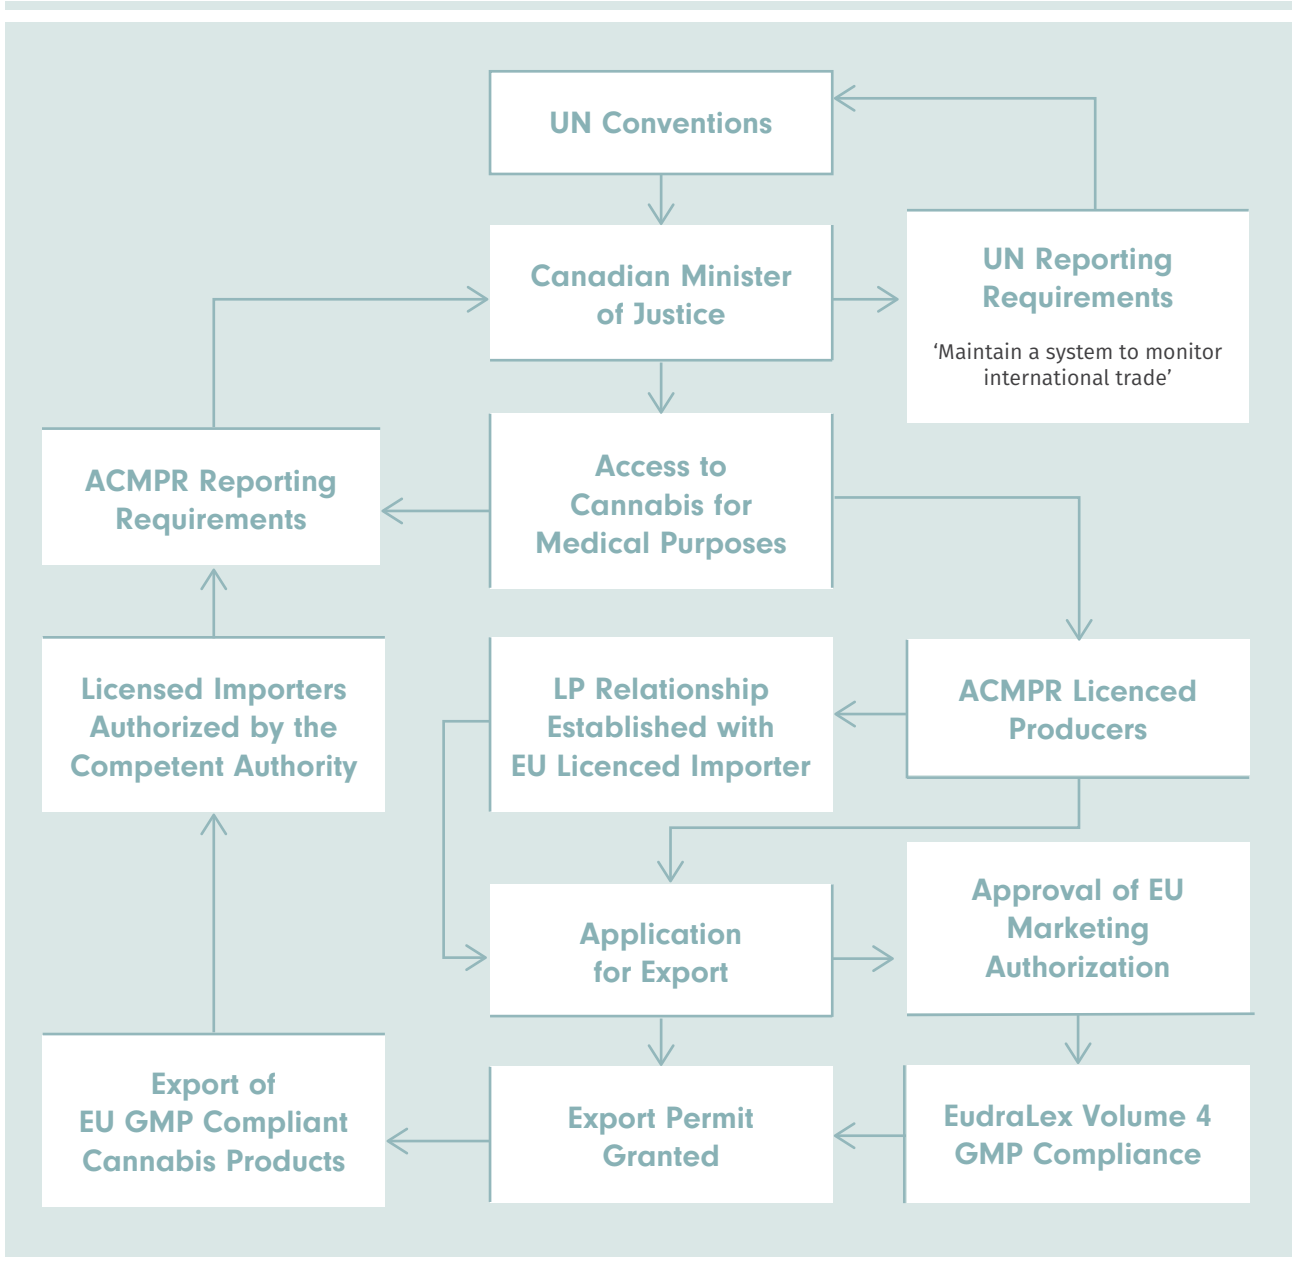 UN Conventions
Canadian Minister
of Justice
UN Reporting
Requirements
‘Maintain a system to monitor
international trade’
ACMPR Reporting
Requirements
Access to
Cannabis for
Medical Purposes
Licensed Importers
Authorized by the
Competent Authority
LP Relationship
Established with
EU Licenced Importer
ACMPR Licenced
Producers
Application
for Export
Approval of EU
Marketing
Authorization
Export of
EU GMP Compliant
Cannabis Products
Export Permit
Granted
EudraLex Volume 4
GMP Compliance